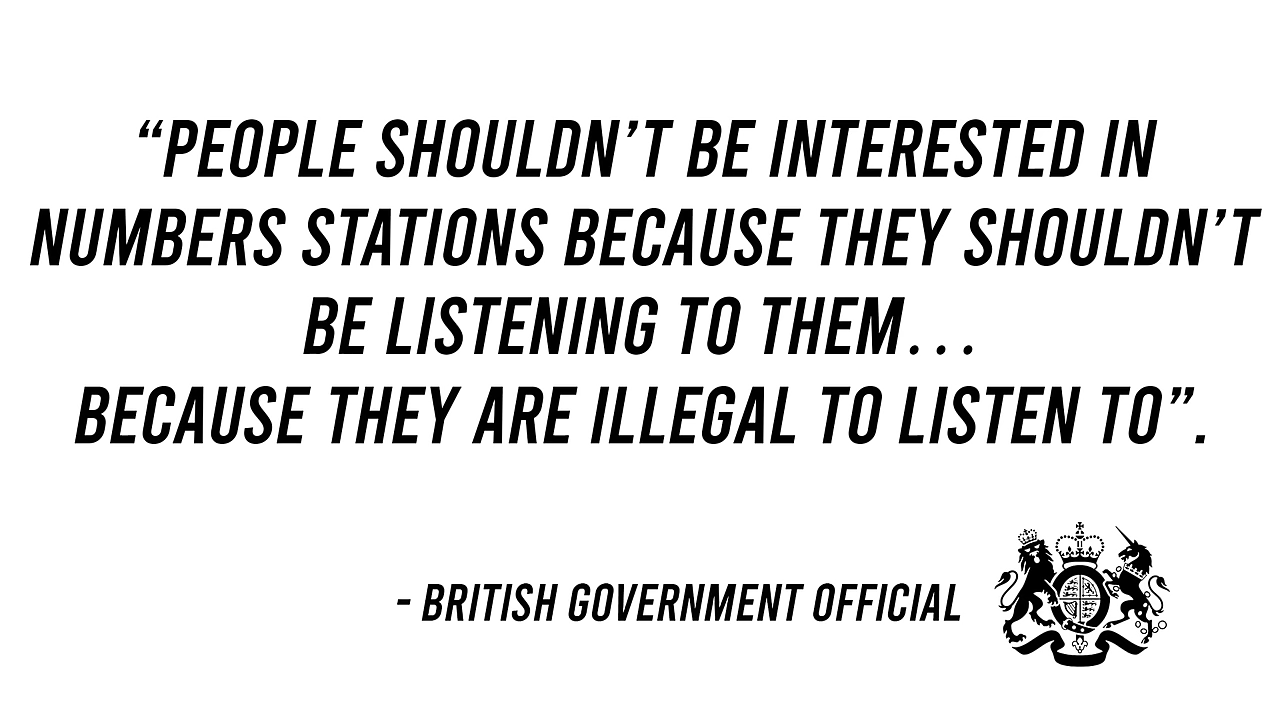 “PEOPLE SHOULDN’T BE INTERESTED IN
NUMBERS STATIONS BECAUSE THEY SHOULDN’T
BE LISTENING TO THEM...
BECAUSE THEY ARE ILLEGAL TO LISTEN TO”.
- BRITISH GOVERNMENT OFFICIAL